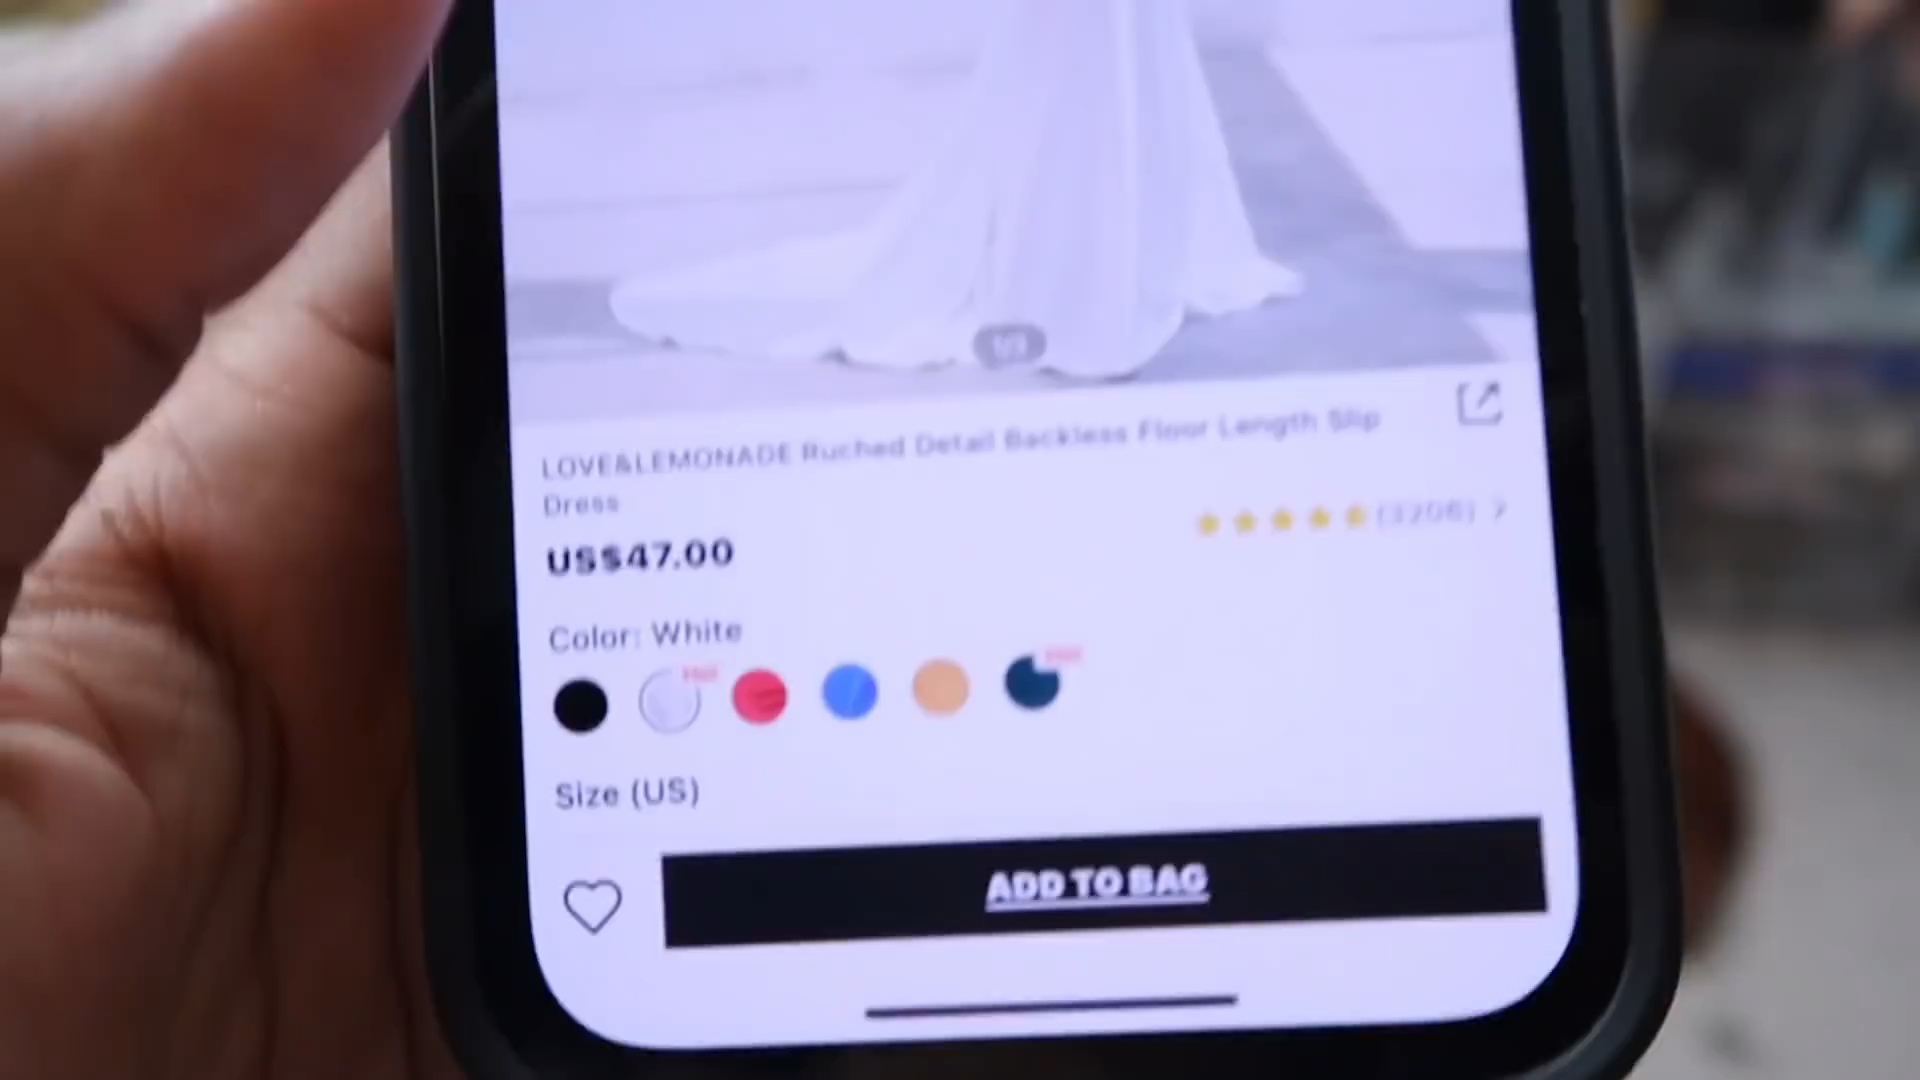 LOVE&LEMONADE Ruched Detail Backless Floor Length Slip
Dress
(3206)
US$47.00
Color: White
Size (US)
ADD TO BAG